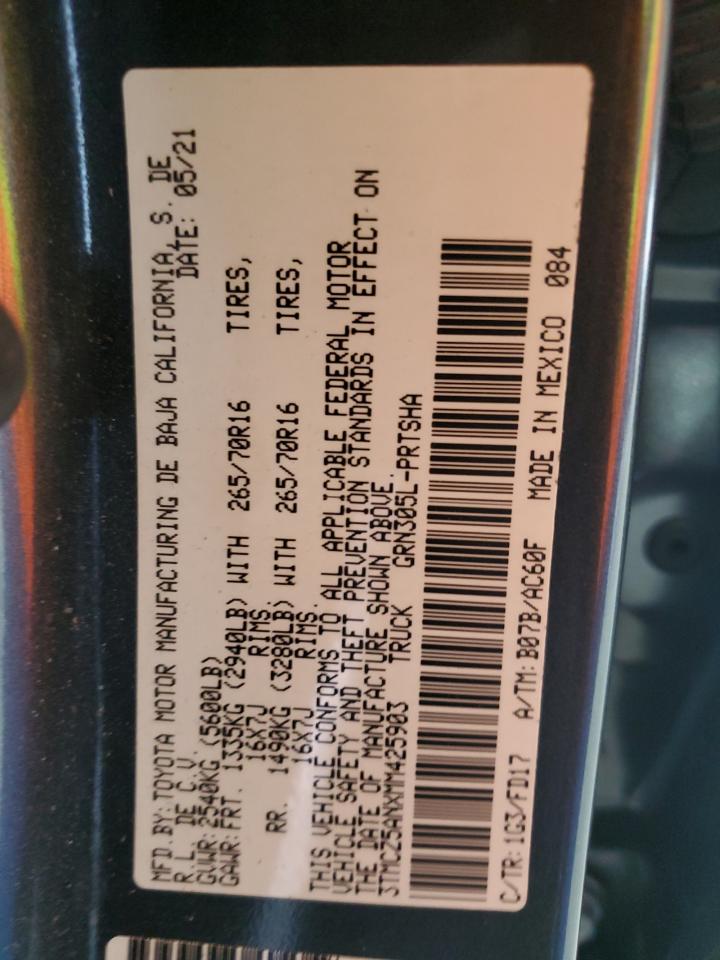 MFD.BY:TOYOTA MOTOR MANUFACTURING DE BAJA CALIFORNIA, S. DE
R.L. DE C.V. DATE: 05/21
GVWR:2540KG (5600LB)
GAWR:FRT. 1335KG (2940LB) WITH 265/70R16 TIRES,
16X7J RIMS.
RR. 1490KG (3280LB) WITH 265/70R16 TIRES,
16X7J RIMS.
THIS VEHICLE CONFORMS TO ALL APPLICABLE FEDERAL MOTOR
VEHICLE SAFETY AND THEFT PREVENTION STANDARDS IN EFFECT ON
THE DATE OF MANUFACTURE SHOWN ABOVE.
3TMCZ5ANXMM425903 TRUCK GRN305L-PRTSHA
C/TR:1G3/FD17 A/TM:B07B/AC60F MADE IN MEXICO 084